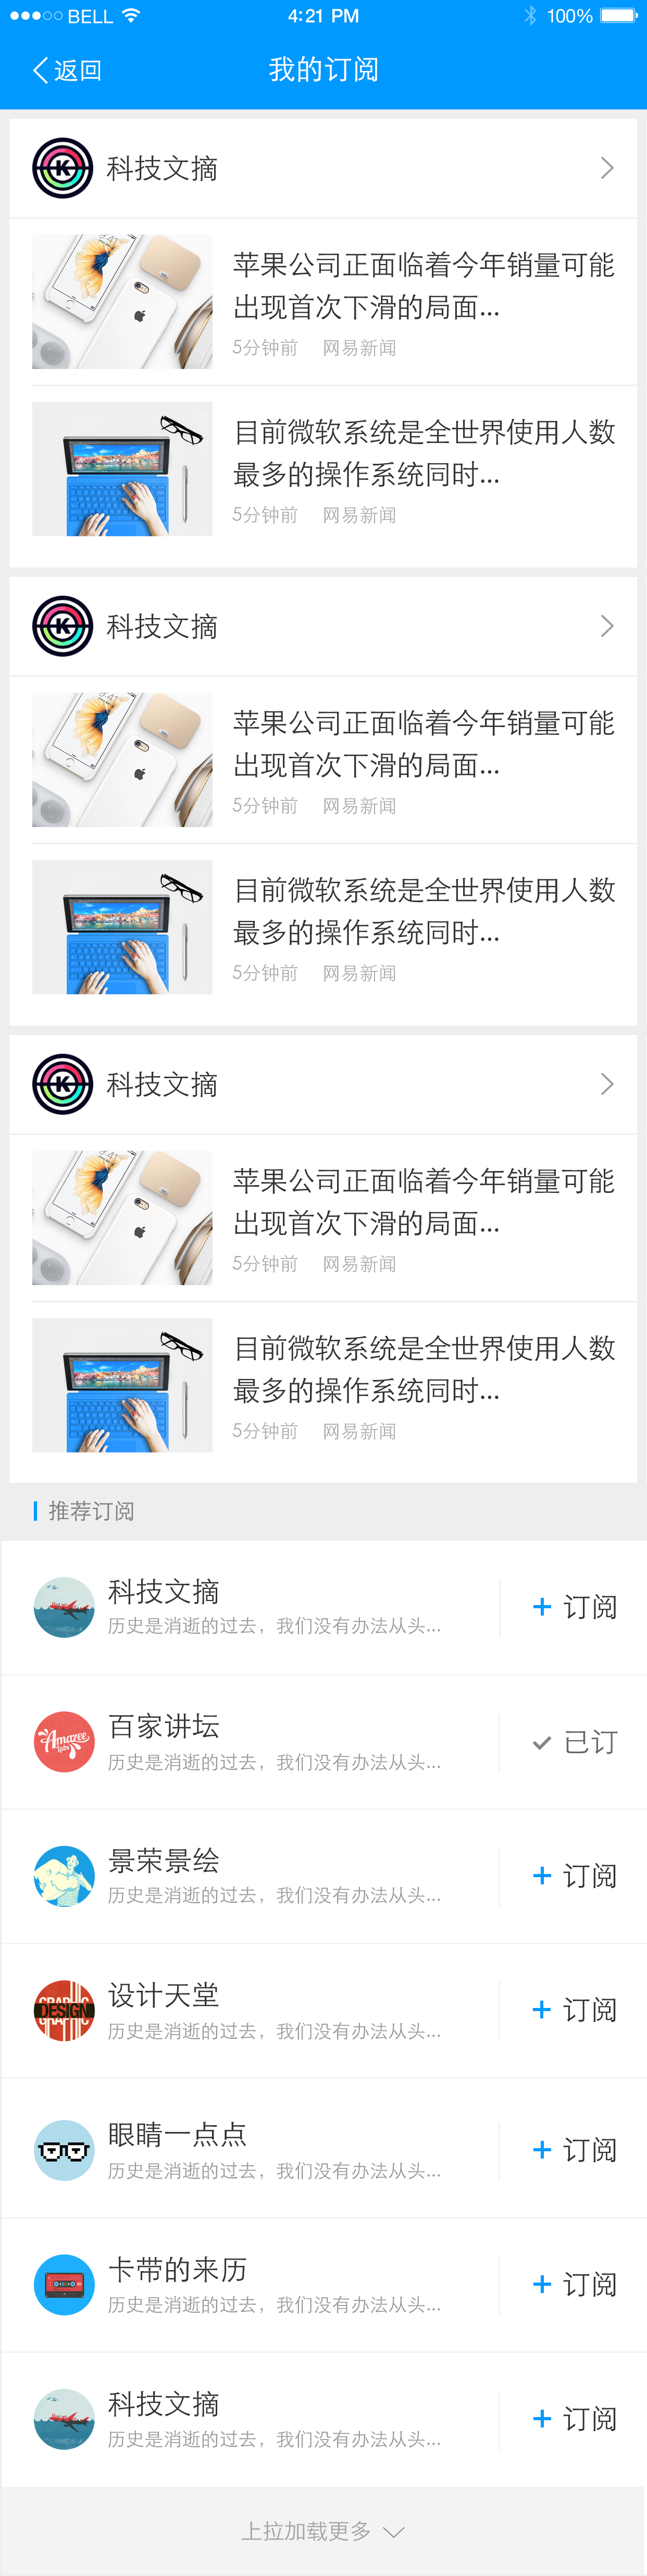 BELL 4:21 PM 100%
返回 我的订阅
K 科技文摘
苹果公司正面临着今年销量可能
出现首次下滑的局面...
5分钟前 网易新闻
目前微软系统是全世界使用人数
最多的操作系统同时...
5分钟前 网易新闻
K 科技文摘
苹果公司正面临着今年销量可能
出现首次下滑的局面...
5分钟前 网易新闻
目前微软系统是全世界使用人数
最多的操作系统同时...
5分钟前 网易新闻
K 科技文摘
苹果公司正面临着今年销量可能
出现首次下滑的局面...
5分钟前 网易新闻
目前微软系统是全世界使用人数
最多的操作系统同时...
5分钟前 网易新闻
推荐订阅
科技文摘
历史是消逝的过去，我们没有办法从头...
+ 订阅
Amazee
Labs
百家讲坛
历史是消逝的过去，我们没有办法从头...
已订
景荣景绘
历史是消逝的过去，我们没有办法从头...
+ 订阅
GRAPHIC
DESIGN
GRAPHIC
设计天堂
历史是消逝的过去，我们没有办法从头...
+ 订阅
眼睛一点点
历史是消逝的过去，我们没有办法从头...
+ 订阅
卡带的来历
历史是消逝的过去，我们没有办法从头...
+ 订阅
科技文摘
历史是消逝的过去，我们没有办法从头...
+ 订阅
上拉加载更多